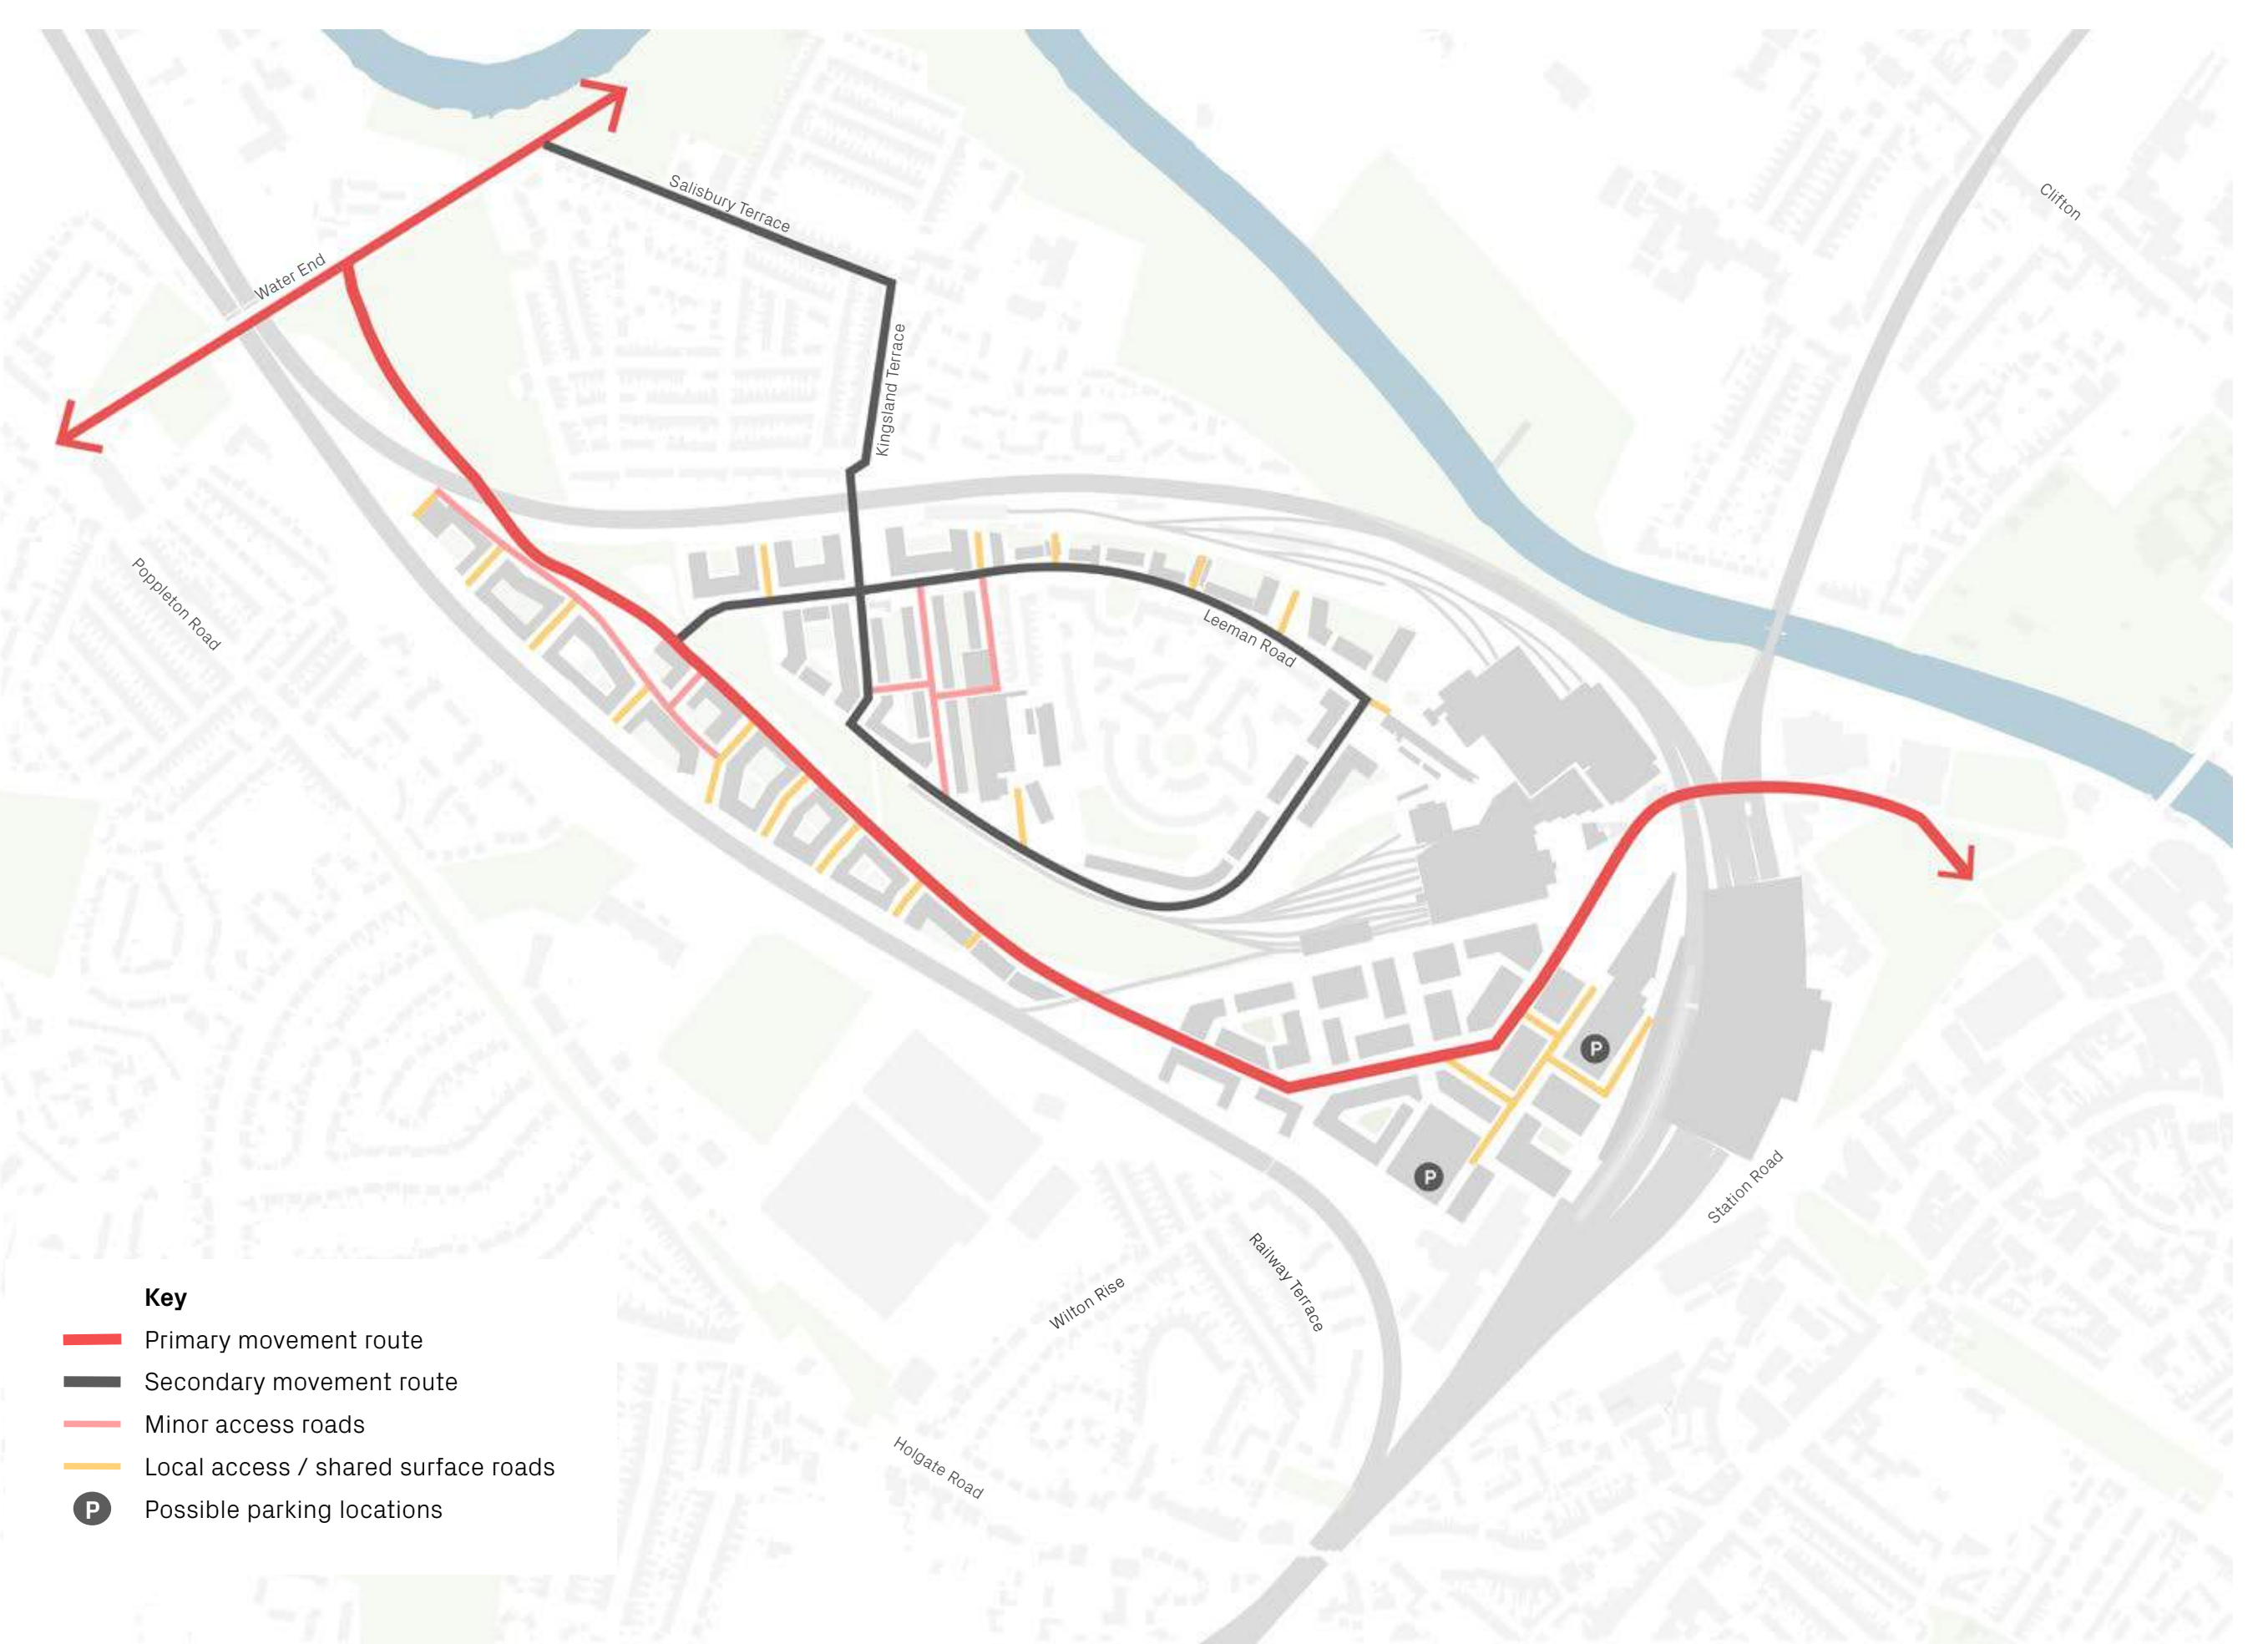 Salisbury Terrace
Clifton
Water End
Kingsland Terrace
Poppleton Road
Leeman Road
P
P
Station Road
Railway Terrace
Wilton Rise
Holgate Road
Key
Primary movement route
Secondary movement route
Minor access roads
Local access / shared surface roads
P Possible parking locations